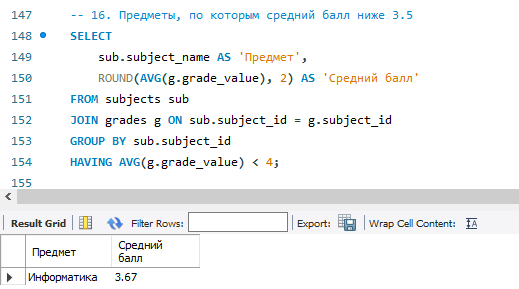 147 -- 16. Предметы, по которым средний балл ниже 3.5
148 SELECT
149 sub.subject_name AS 'Предмет',
150 ROUND(AVG(g.grade_value), 2) AS 'Средний балл'
151 FROM subjects sub
152 JOIN grades g ON sub.subject_id = g.subject_id
153 GROUP BY sub.subject_id
154 HAVING AVG(g.grade_value) < 4;
155
Result Grid Filter Rows: Export: Wrap Cell Content: IA
Предмет Средний
балл
Информатика 3.67